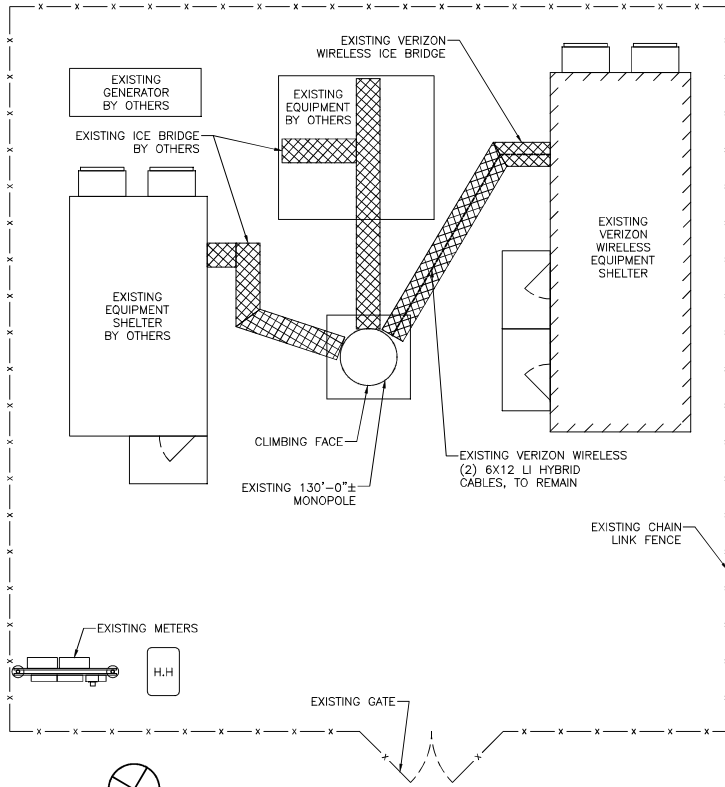 EXISTING VERIZON
WIRELESS ICE BRIDGE
EXISTING
GENERATOR
BY OTHERS
EXISTING
EQUIPMENT
BY OTHERS
EXISTING ICE BRIDGE
BY OTHERS
EXISTING
VERIZON
WIRELESS
EQUIPMENT
SHELTER
EXISTING
EQUIPMENT
SHELTER
BY OTHERS
CLIMBING FACE
EXISTING VERIZON WIRELESS
(2) 6X12 LI HYBRID
CABLES, TO REMAIN
EXISTING 130'-0"±
MONOPOLE
EXISTING CHAIN
LINK FENCE
EXISTING METERS
H.H
EXISTING GATE